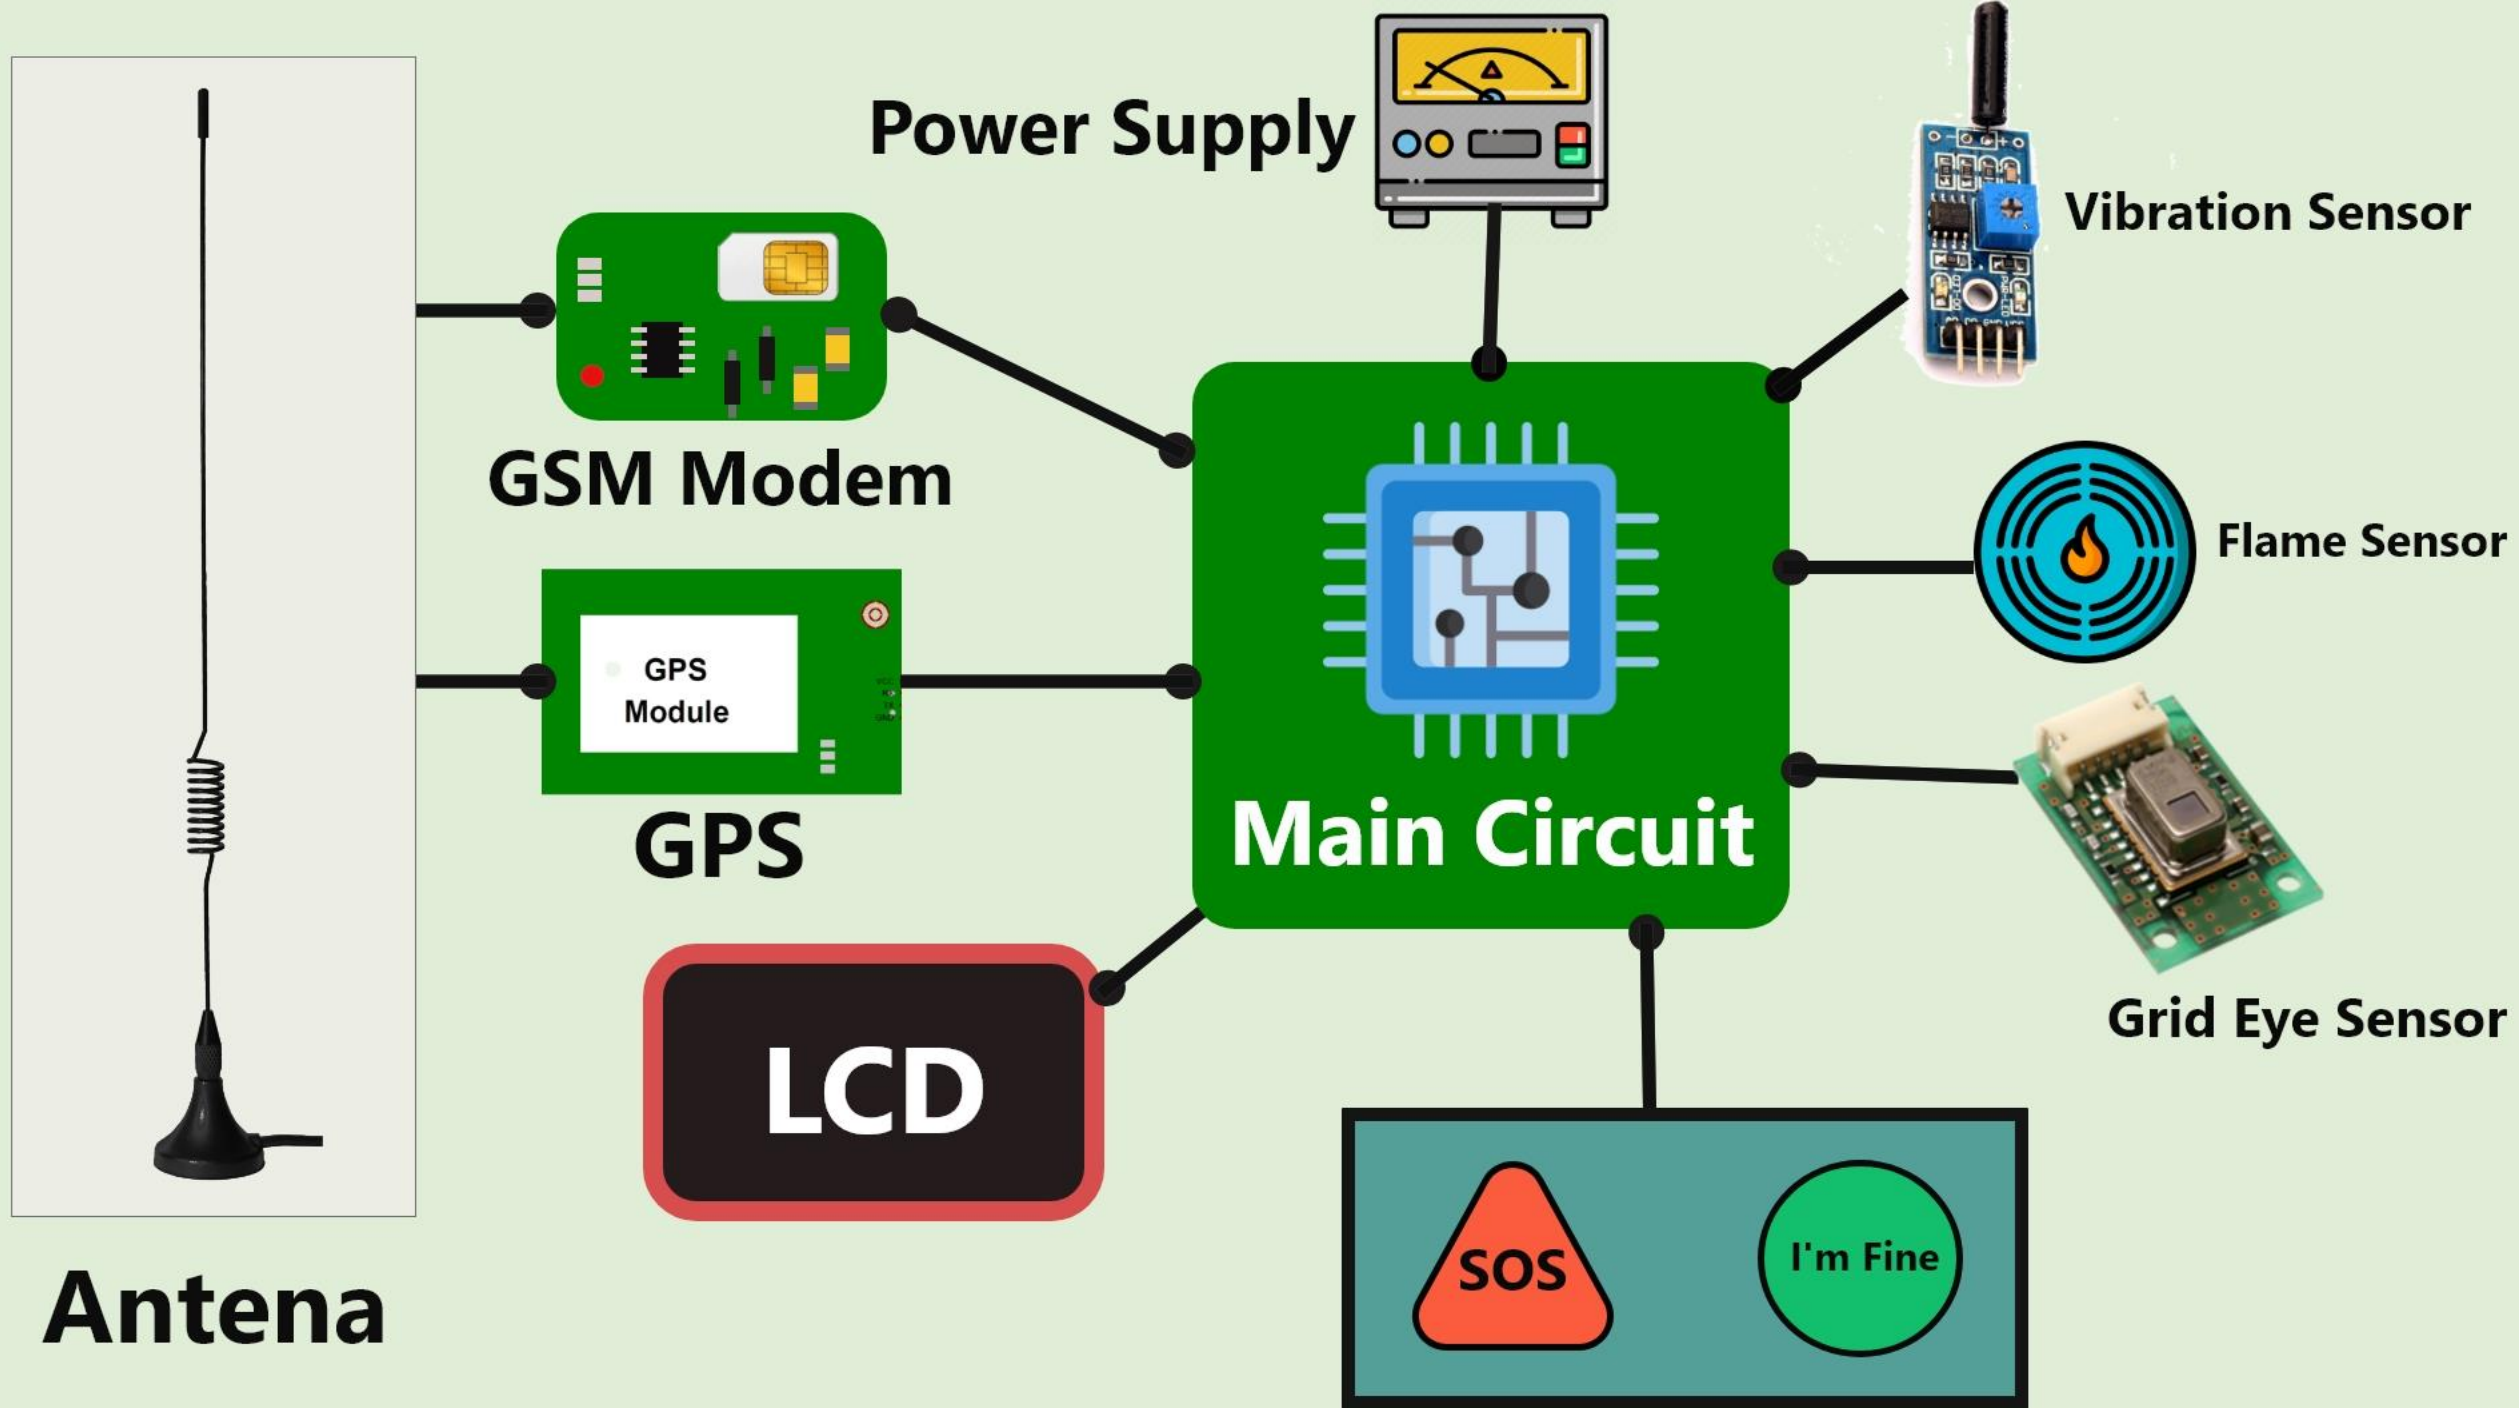 Power Supply
Vibration Sensor
GSM Modem
Flame Sensor
GPS
Module
GPS
Main Circuit
Grid Eye Sensor
LCD
SOS
I'm Fine
Antena